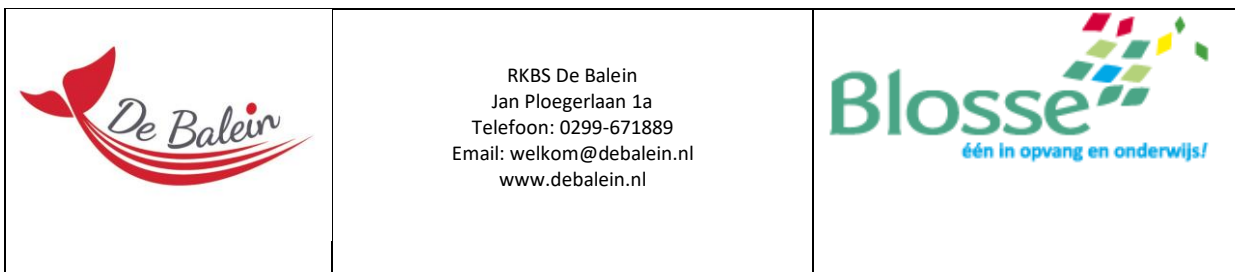 De Balein
RKBS De Balein
Jan Ploegerlaan 1a
Telefoon: 0299-671889
Email: welkom@debalein.nl
www.debalein.nl
Blosse
één in opvang en onderwijs!